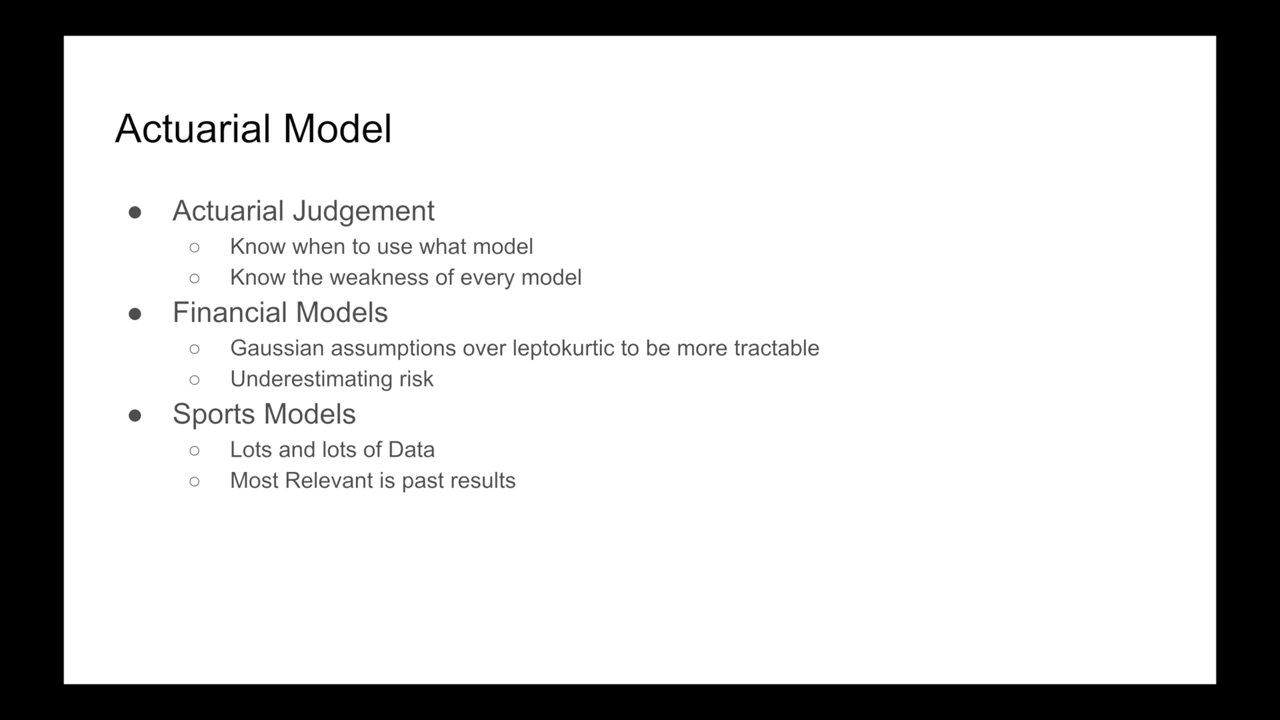 Actuarial Model
● Actuarial Judgement
○ Know when to use what model
○ Know the weakness of every model
● Financial Models
○ Gaussian assumptions over leptokurtic to be more tractable
○ Underestimating risk
● Sports Models
○ Lots and lots of Data
○ Most Relevant is past results